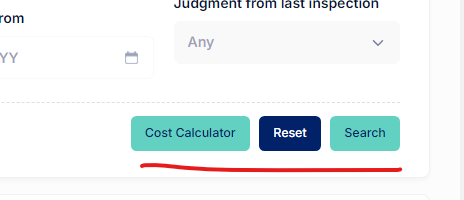 Judgment from last inspection
rom
YY
Any
Cost Calculator
Reset
Search